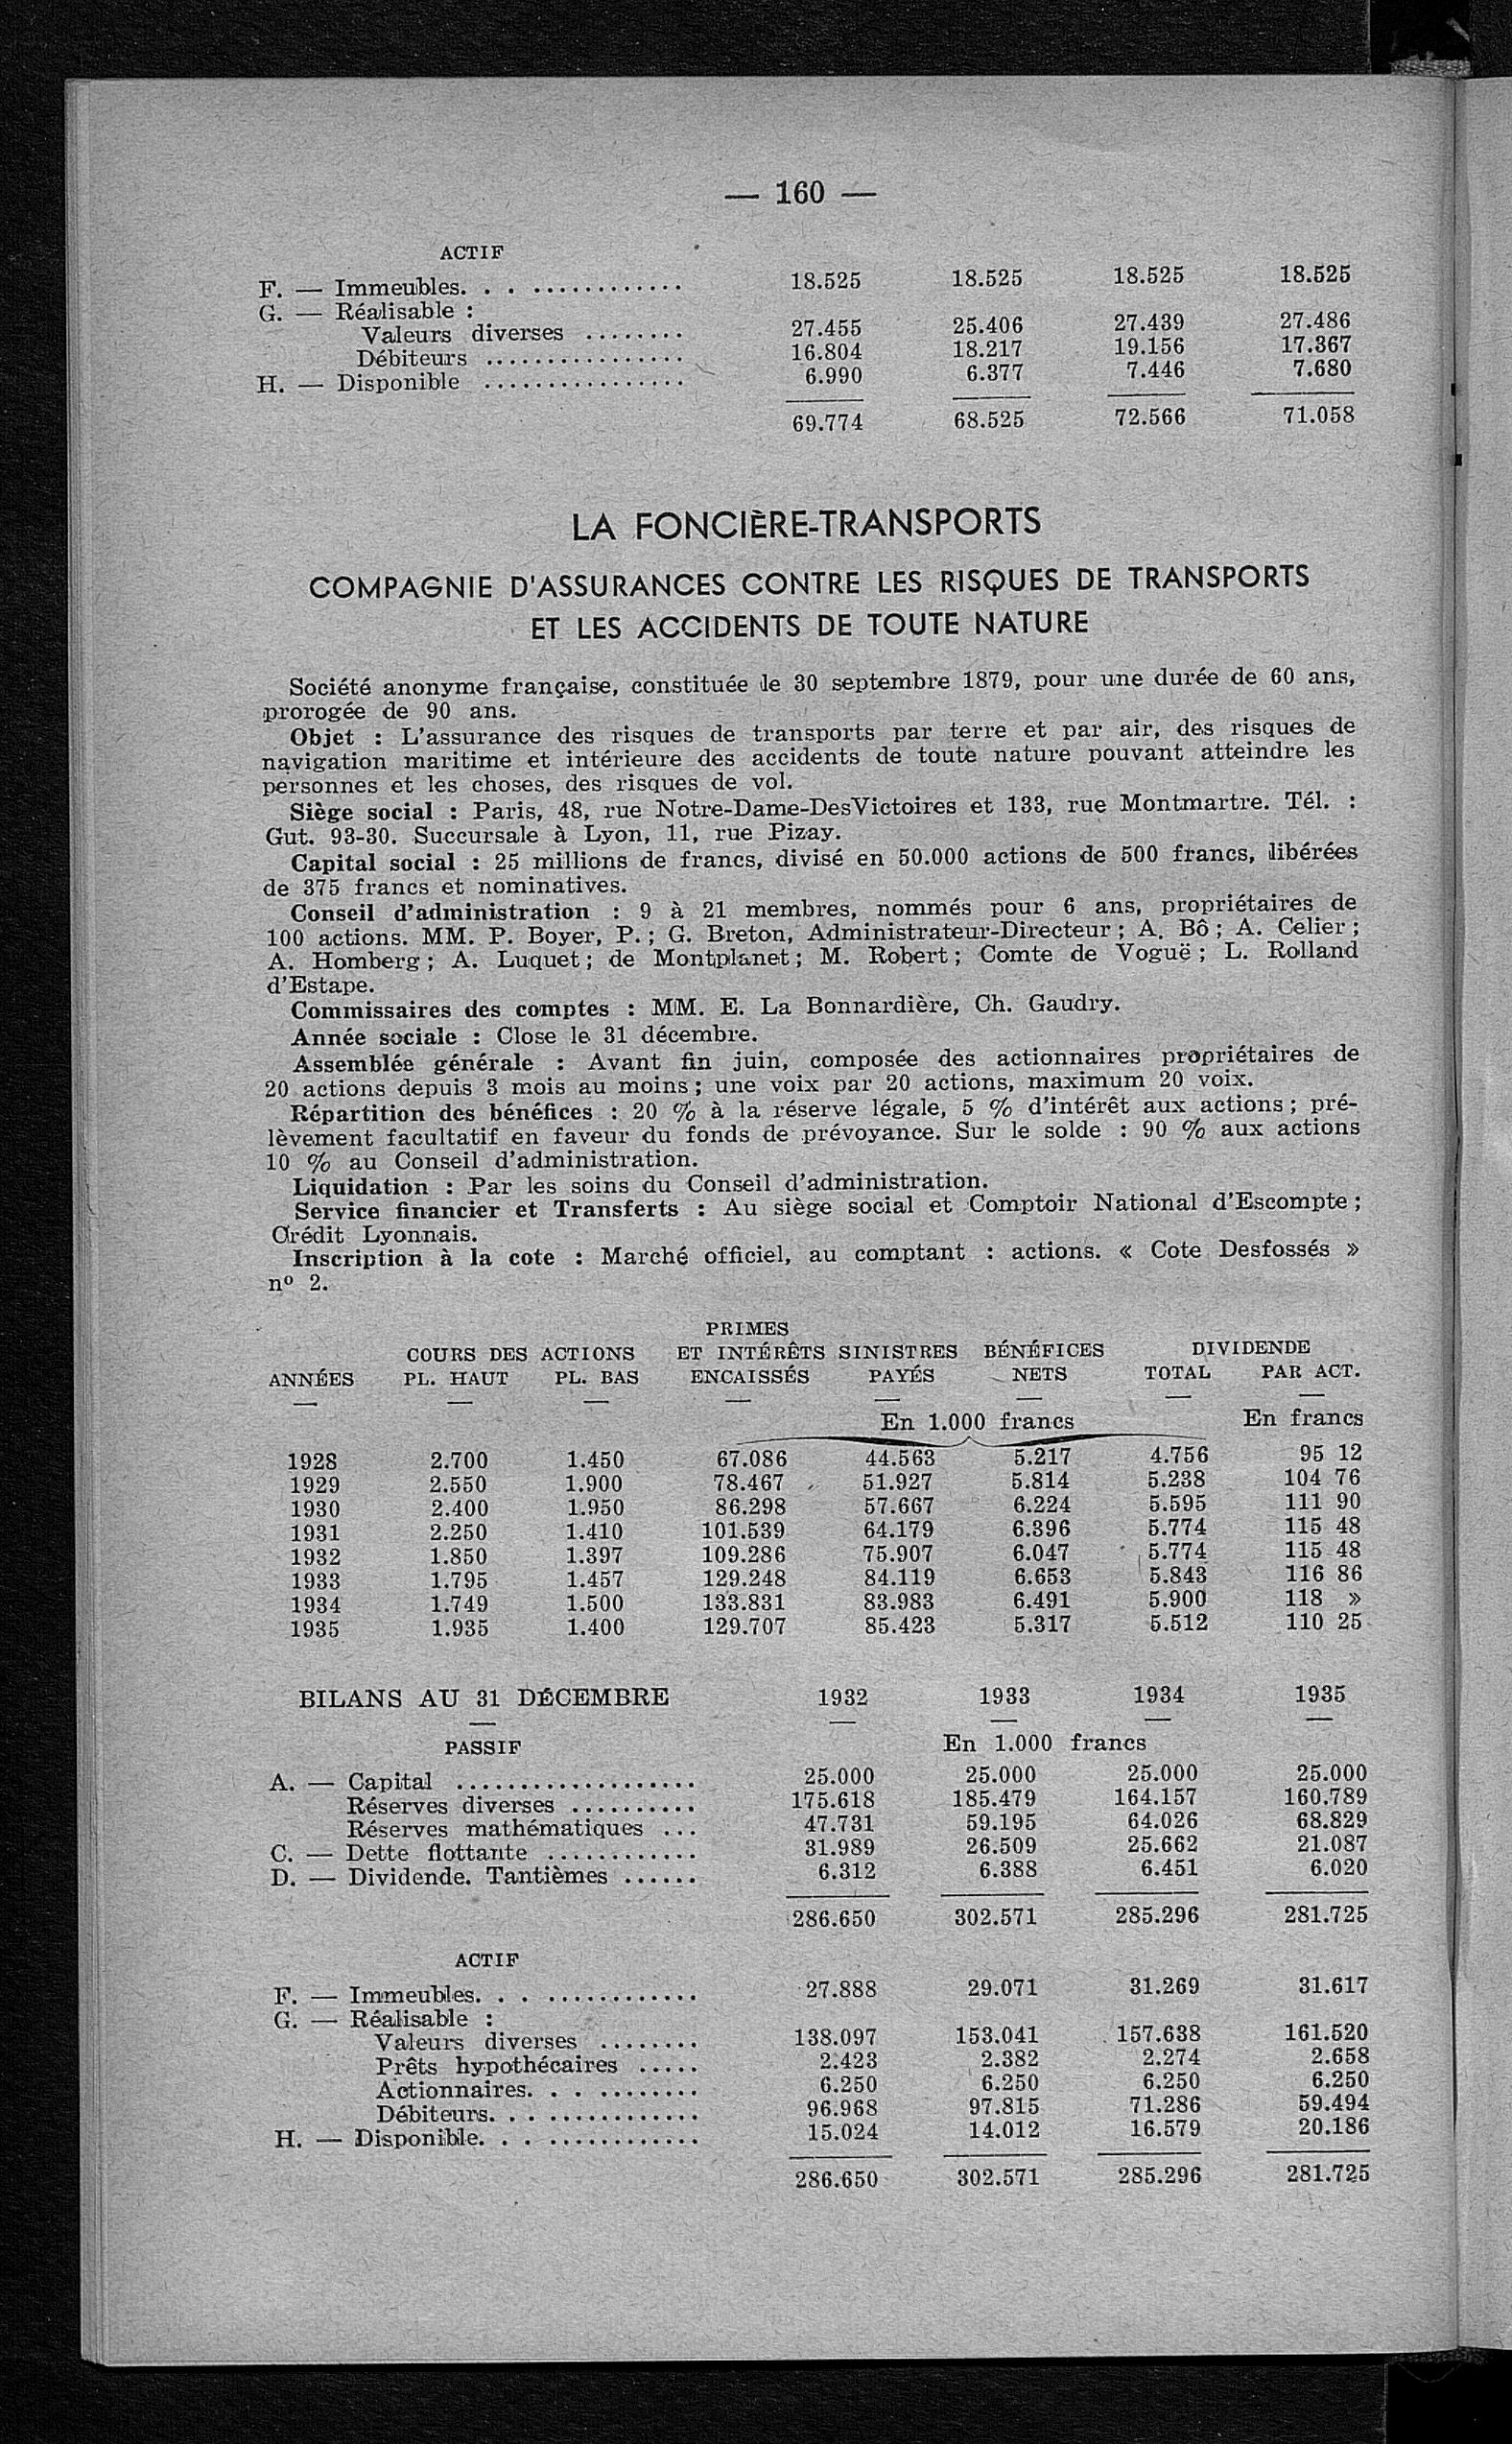 — 160 —
ACTIF
F. — Immeubles. . . ............. 18.525 18.525 18.525 18.525
G. — Réalisable :
Valeurs diverses ........ 27.455 25.406 27.439 27.486
Débiteurs ................ 16.804 18.217 19.156 17.367
H. — Disponible ................ 6.990 6.377 7.446 7.680
69.774 68.525 72.566 71.058
LA FONCIÈRE-TRANSPORTS
COMPAGNIE D'ASSURANCES CONTRE LES RISQUES DE TRANSPORTS
ET LES ACCIDENTS DE TOUTE NATURE
Société anonyme française, constituée le 30 septembre 1879, pour une durée de 60 ans,
prorogée de 90 ans.
Objet : L'assurance des risques de transports par terre et par air, des risques de
navigation maritime et intérieure des accidents de toute nature pouvant atteindre les
personnes et les choses, des risques de vol.
Siège social : Paris, 48, rue Notre-Dame-DesVictoires et 133, rue Montmartre. Tél. :
Gut. 93-30. Succursale à Lyon, 11, rue Pizay.
Capital social : 25 millions de francs, divisé en 50.000 actions de 500 francs, libérées
de 375 francs et nominatives.
Conseil d'administration : 9 à 21 membres, nommés pour 6 ans, propriétaires de
100 actions. MM. P. Boyer, P. ; G. Breton, Administrateur-Directeur ; A. Bô ; A. Celier ;
A. Homberg ; A. Luquet ; de Montplanet ; M. Robert ; Comte de Voguë ; L. Rolland
d'Estape.
Commissaires des comptes : MM. E. La Bonnardière, Ch. Gaudry.
Année sociale : Close le 31 décembre.
Assemblée générale : Avant fin juin, composée des actionnaires propriétaires de
20 actions depuis 3 mois au moins ; une voix par 20 actions, maximum 20 voix.
Répartition des bénéfices : 20 % à la réserve légale, 5 % d'intérêt aux actions ; pré-
lèvement facultatif en faveur du fonds de prévoyance. Sur le solde : 90 % aux actions
10 % au Conseil d'administration.
Liquidation : Par les soins du Conseil d'administration.
Service financier et Transferts : Au siège social et Comptoir National d'Escompte ;
Crédit Lyonnais.
Inscription à la cote : Marché officiel, au comptant : actions. « Cote Desfossés »
nº 2.
PRIMES
COURS DES ACTIONS ET INTÉRÊTS SINISTRES BÉNÉFICES DIVIDENDE
ANNÉES PL. HAUT PL. BAS ENCAISSÉS PAYÉS NETS TOTAL PAR ACT.
En 1.000 francs En francs
1928 2.700 1.450 67.086 44.563 5.217 4.756 95 12
1929 2.550 1.900 78.467 51.927 5.814 5.238 104 76
1930 2.400 1.950 86.298 57.667 6.224 5.595 111 90
1931 2.250 1.410 101.539 64.179 6.396 5.774 115 48
1932 1.850 1.397 109.286 75.907 6.047 5.774 115 48
1933 1.795 1.457 129.248 84.119 6.653 5.843 116 86
1934 1.749 1.500 133.831 83.983 6.491 5.900 118 »
1935 1.935 1.400 129.707 85.423 5.317 5.512 110 25
BILANS AU 31 DÉCEMBRE 1932 1933 1934 1935
PASSIF En 1.000 francs
A. — Capital ................... 25.000 25.000 25.000 25.000
Réserves diverses .......... 175.618 185.479 164.157 160.789
Réserves mathématiques ... 47.731 59.195 64.026 68.829
C. — Dette flottante ............ 31.989 26.509 25.662 21.087
D. — Dividende. Tantièmes ...... 6.312 6.388 6.451 6.020
286.650 302.571 285.296 281.725
ACTIF
F. — Immeubles. . . ............. 27.888 29.071 31.269 31.617
G. — Réalisable :
Valeurs diverses ........ 138.097 153.041 157.638 161.520
Prêts hypothécaires ..... 2.423 2.382 2.274 2.658
Actionnaires. . . ......... 6.250 6.250 6.250 6.250
Débiteurs. . . ............. 96.968 97.815 71.286 59.494
H. — Disponible. . . ............. 15.024 14.012 16.579 20.186
286.650 302.571 285.296 281.725